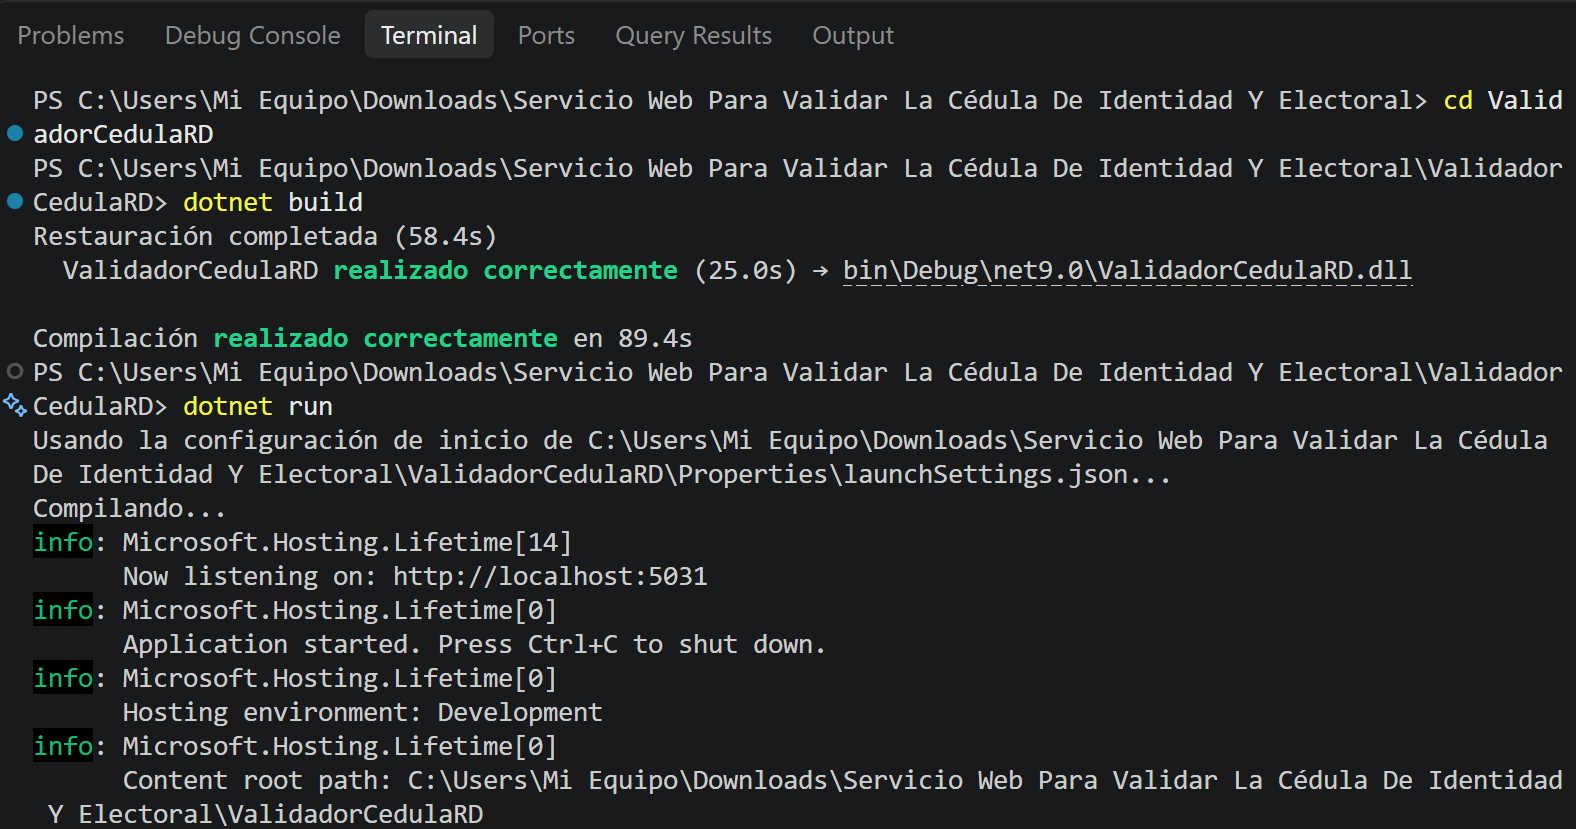 Problems Debug Console Terminal Ports Query Results Output
PS C:\Users\Mi Equipo\Downloads\Servicio Web Para Validar La Cédula De Identidad Y Electoral> cd Valid
adorCedulaRD
PS C:\Users\Mi Equipo\Downloads\Servicio Web Para Validar La Cédula De Identidad Y Electoral\Validador
CedulaRD> dotnet build
Restauración completada (58.4s)
  ValidadorCedulaRD realizado correctamente (25.0s) → bin\Debug\net9.0\ValidadorCedulaRD.dll
Compilación realizado correctamente en 89.4s
PS C:\Users\Mi Equipo\Downloads\Servicio Web Para Validar La Cédula De Identidad Y Electoral\Validador
CedulaRD> dotnet run
Usando la configuración de inicio de C:\Users\Mi Equipo\Downloads\Servicio Web Para Validar La Cédula
De Identidad Y Electoral\ValidadorCedulaRD\Properties\launchSettings.json...
Compilando...
info: Microsoft.Hosting.Lifetime[14]
      Now listening on: http://localhost:5031
info: Microsoft.Hosting.Lifetime[0]
      Application started. Press Ctrl+C to shut down.
info: Microsoft.Hosting.Lifetime[0]
      Hosting environment: Development
info: Microsoft.Hosting.Lifetime[0]
      Content root path: C:\Users\Mi Equipo\Downloads\Servicio Web Para Validar La Cédula De Identidad
 Y Electoral\ValidadorCedulaRD